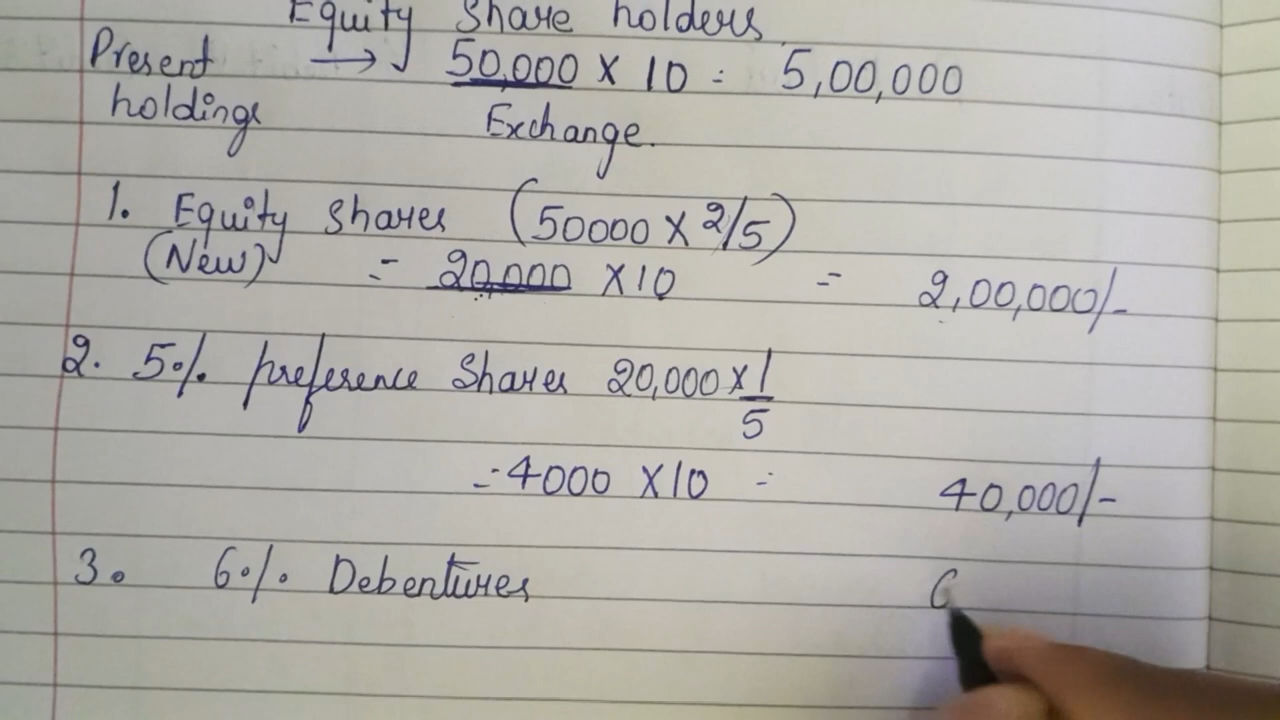 Equity Share holders
Present → 50,000 X 10 = 5,00,000
holdings Exchange.
1. Equity Shares (50000 X 2/5)
(New) = 20,000 X10 = 2,00,000/-
2. 5% preference Shares 20,000 x 1/5
= 4000 X10 = 40,000/-
3. 6% Debentures